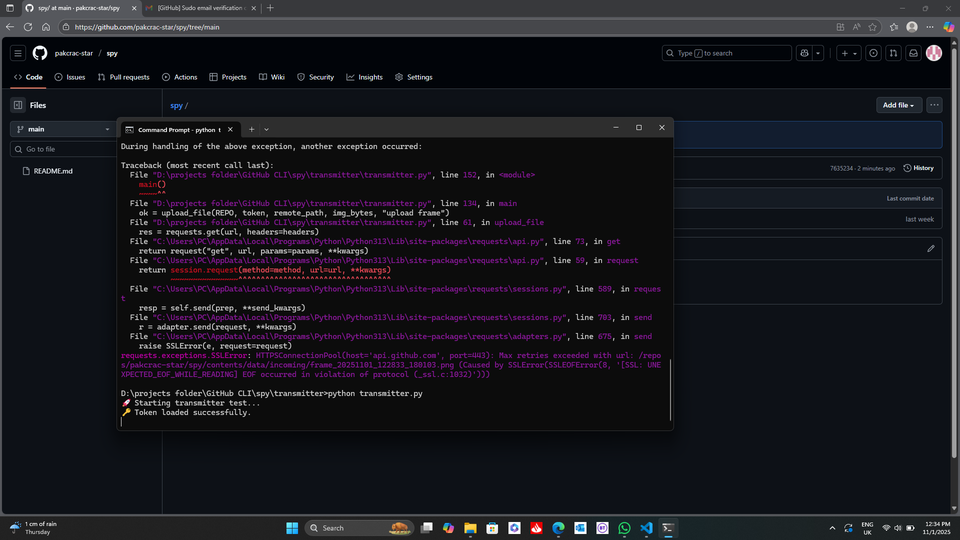 spy/ at main · pakcrac-star/spy
[GitHub] Sudo email verification c
https://github.com/pakcrac-star/spy/tree/main
pakcrac-star / spy
Type / to search
Code
Issues
Pull requests
Actions
Projects
Wiki
Security
Insights
Settings
Files
spy /
Add file
main
Go to file
7635234 · 2 minutes ago
History
README.md
Last commit date
last week
Command Prompt - python t
During handling of the above exception, another exception occurred:
Traceback (most recent call last):
File "D:\projects folder\GitHub CLI\spy\transmitter\transmitter.py", line 152, in <module>
main()
~~~~^^
File "D:\projects folder\GitHub CLI\spy\transmitter\transmitter.py", line 134, in main
ok = upload_file(REPO, token, remote_path, img_bytes, "upload frame")
File "D:\projects folder\GitHub CLI\spy\transmitter\transmitter.py", line 61, in upload_file
res = requests.get(url, headers=headers)
File "C:\Users\PC\AppData\Local\Programs\Python\Python313\Lib\site-packages\requests\api.py", line 73, in get
return request("get", url, params=params, **kwargs)
File "C:\Users\PC\AppData\Local\Programs\Python\Python313\Lib\site-packages\requests\api.py", line 59, in request
return session.request(method=method, url=url, **kwargs)
File "C:\Users\PC\AppData\Local\Programs\Python\Python313\Lib\site-packages\requests\sessions.py", line 589, in reques
t
resp = self.send(prep, **send_kwargs)
File "C:\Users\PC\AppData\Local\Programs\Python\Python313\Lib\site-packages\requests\sessions.py", line 703, in send
r = adapter.send(request, **kwargs)
File "C:\Users\PC\AppData\Local\Programs\Python\Python313\Lib\site-packages\requests\adapters.py", line 675, in send
raise SSLError(e, request=request)
requests.exceptions.SSLError: HTTPSConnectionPool(host='api.github.com', port=443): Max retries exceeded with url: /repo
s/pakcrac-star/spy/contents/data/incoming/frame_20251101_122833_180103.png (Caused by SSLError(SSLEOFError(8, '[SSL: UNE
XPECTED_EOF_WHILE_READING] EOF occurred in violation of protocol (_ssl.c:1032)')))
D:\projects folder\GitHub CLI\spy\transmitter>python transmitter.py
🚀 Starting transmitter test...
🔑 Token loaded successfully.
1 cm of rain
Thursday
Search
ENG
UK
12:34 PM
11/1/2025